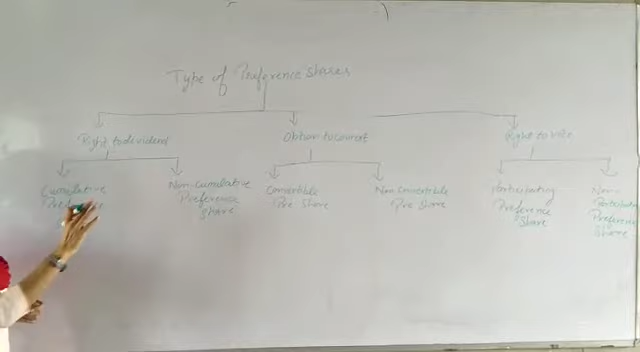 Type of Preference Shares
Right to dividend
Option to convert
Right to vote
Cumulative
Non-cumulative
Preference
Share
Convertible
Pre Share
Non Convertible
Pre Share
Participating
Preference
Share
Non-
Preference
Share